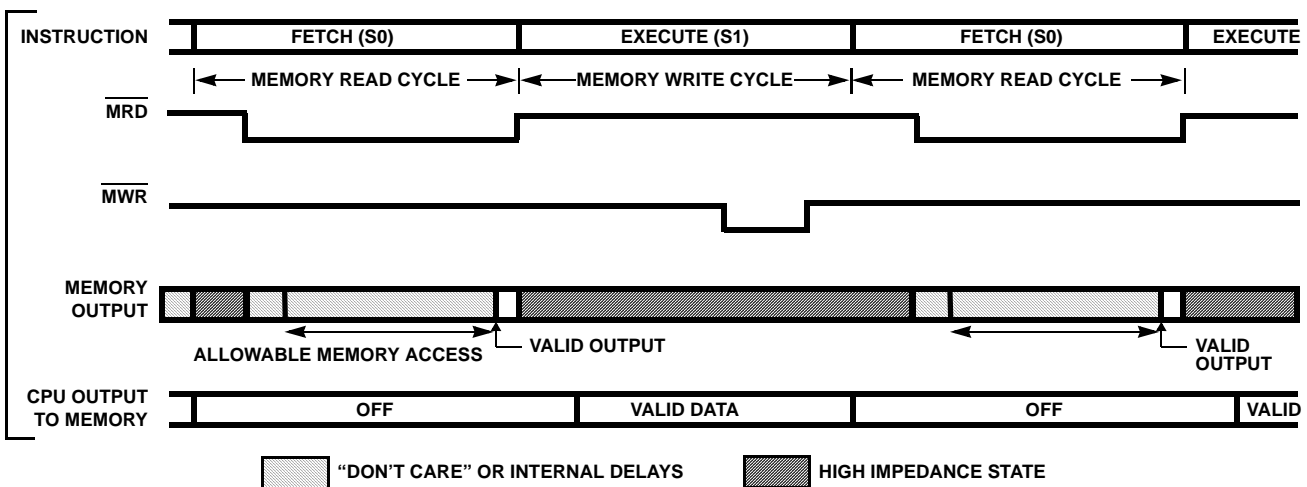 INSTRUCTION FETCH (S0) EXECUTE (S1) FETCH (S0) EXECUTE
MEMORY READ CYCLE MEMORY WRITE CYCLE MEMORY READ CYCLE
MRD
MWR
MEMORY
OUTPUT
ALLOWABLE MEMORY ACCESS
VALID OUTPUT
VALID
OUTPUT
CPU OUTPUT
TO MEMORY
OFF VALID DATA OFF VALID
“DON'T CARE” OR INTERNAL DELAYS HIGH IMPEDANCE STATE